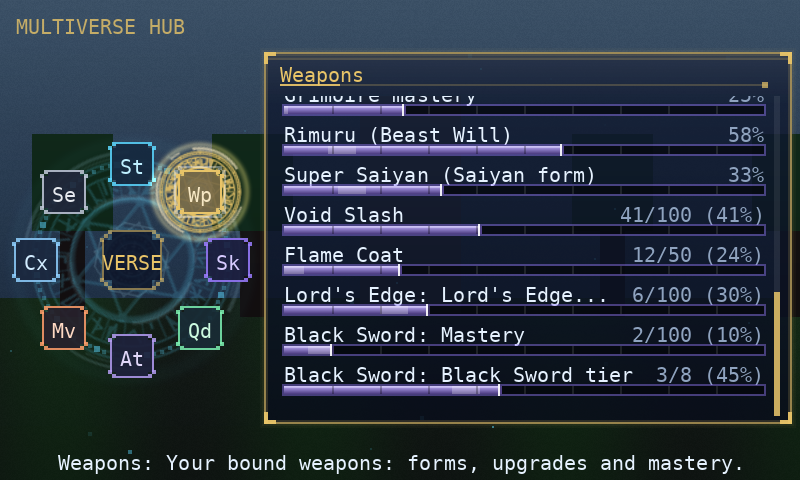 MULTIVERSE HUB
Weapons
Grimoire mastery 25%
Rimuru (Beast Will) 58%
Super Saiyan (Saiyan form) 33%
Void Slash 41/100 (41%)
Flame Coat 12/50 (24%)
Lord's Edge: Lord's Edge... 6/100 (30%)
Black Sword: Mastery 2/100 (10%)
Black Sword: Black Sword tier 3/8 (45%)
St
Se
Wp
Cx
VERSE
Sk
Mv
Qd
At
Weapons: Your bound weapons: forms, upgrades and mastery.